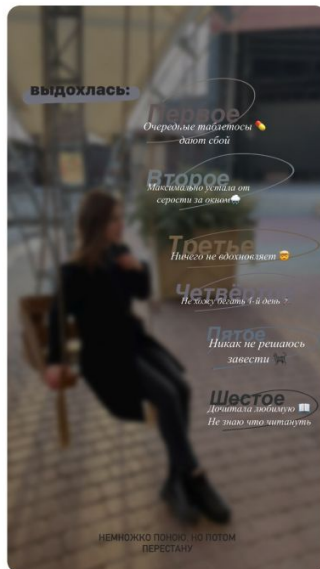 выдохлась:
Первое
Очередные таблетосы 💊
дают сбой
Второе
Максимально устала от
серости за окном🌧
Третье
Ничего не вдохновляет 🤯
Четвёртое
Не хожу бегать 4-й день
Пятое
Никак не решаюсь
завести 🐈‍⬛
Шестое
Дочитала любимую 📖
Не знаю что читануть
НЕМНОЖКО ПОНОЮ, НО ПОТОМ
ПЕРЕСТАНУ